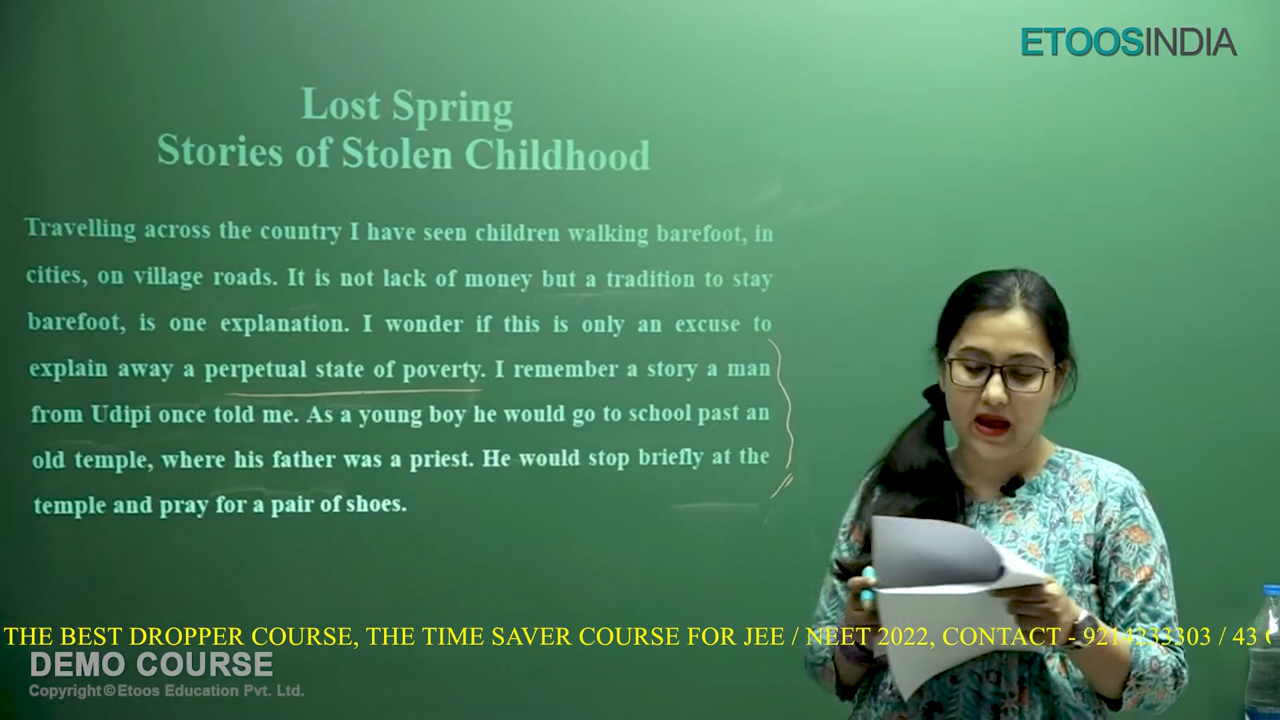 ETOOSINDIA
Lost Spring
Stories of Stolen Childhood
Travelling across the country I have seen children walking barefoot, in
cities, on village roads. It is not lack of money but a tradition to stay
barefoot, is one explanation. I wonder if this is only an excuse to
explain away a perpetual state of poverty. I remember a story a man
from Udipi once told me. As a young boy he would go to school past an
old temple, where his father was a priest. He would stop briefly at the
temple and pray for a pair of shoes.
THE BEST DROPPER COURSE, THE TIME SAVER COURSE FOR JEE / NEET 2022, CONTACT - 9214233303 / 43
DEMO COURSE
Copyright © Etoos Education Pvt. Ltd.